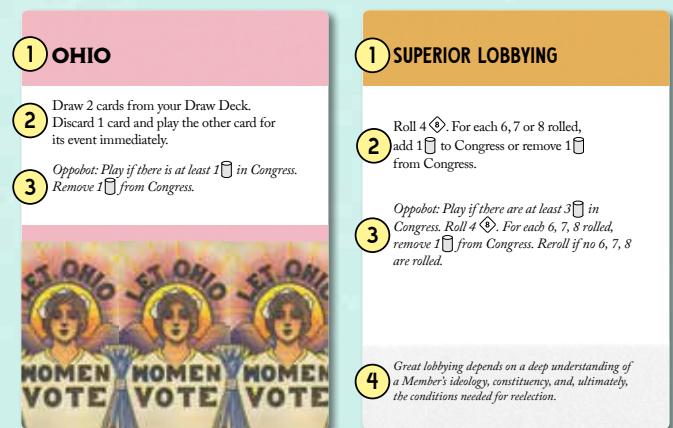 1 OHIO
2 Draw 2 cards from your Draw Deck.
Discard 1 card and play the other card for
its event immediately.
3 Oppobot: Play if there is at least 1 in Congress.
Remove 1 from Congress.
LET OHIO LET OHIO LET OHIO
WOMEN WOMEN WOMEN
VOTE VOTE VOTE
1 SUPERIOR LOBBYING
2 Roll 4 8. For each 6, 7 or 8 rolled,
add 1 to Congress or remove 1
from Congress.
3 Oppobot: Play if there are at least 3 in
Congress. Roll 4 8. For each 6, 7, 8 rolled,
remove 1 from Congress. Reroll if no 6, 7, 8
are rolled.
4 Great lobbying depends on a deep understanding of
a Member's ideology, constituency, and, ultimately,
the conditions needed for reelection.